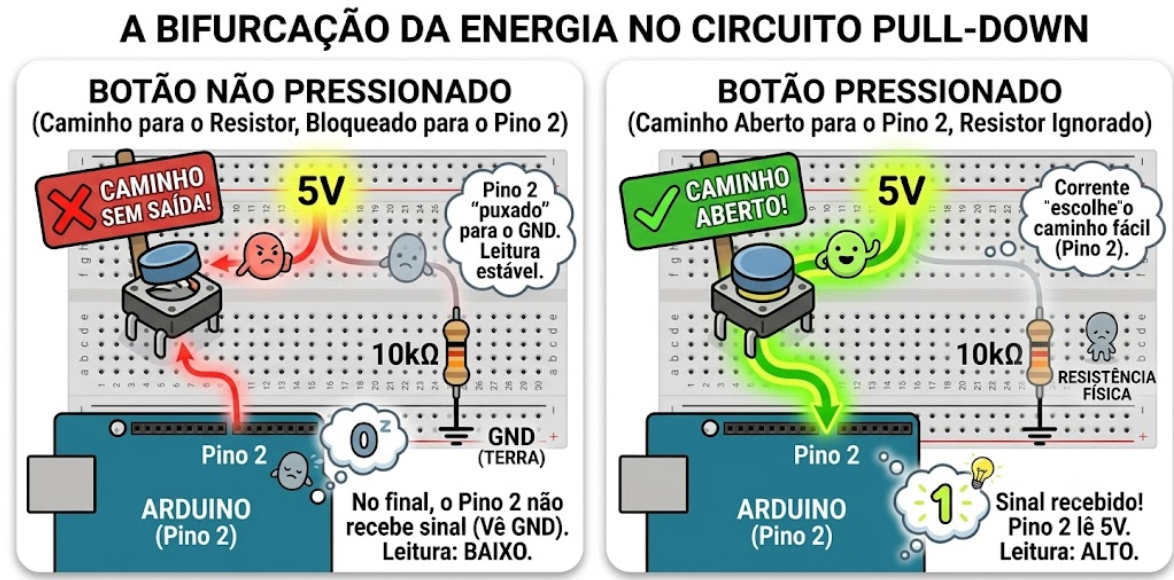 A BIFURCAÇÃO DA ENERGIA NO CIRCUITO PULL-DOWN
BOTÃO NÃO PRESSIONADO
(Caminho para o Resistor, Bloqueado para o Pino 2)
CAMINHO
SEM SAÍDA!
5V
Pino 2
"puxado"
para o GND.
Leitura
estável.
10kΩ
Pino 2
0 z
GND
(TERRA)
ARDUINO
(Pino 2)
No final, o Pino 2 não
recebe sinal (Vê GND).
Leitura: BAIXO.
BOTÃO PRESSIONADO
(Caminho Aberto para o Pino 2, Resistor Ignorado)
CAMINHO
ABERTO!
5V
Corrente
"escolhe"o
caminho fácil
(Pino 2).
10kΩ
RESISTÊNCIA
FÍSICA
Pino 2
1
ARDUINO
(Pino 2)
Sinal recebido!
Pino 2 lê 5V.
Leitura: ALTO.